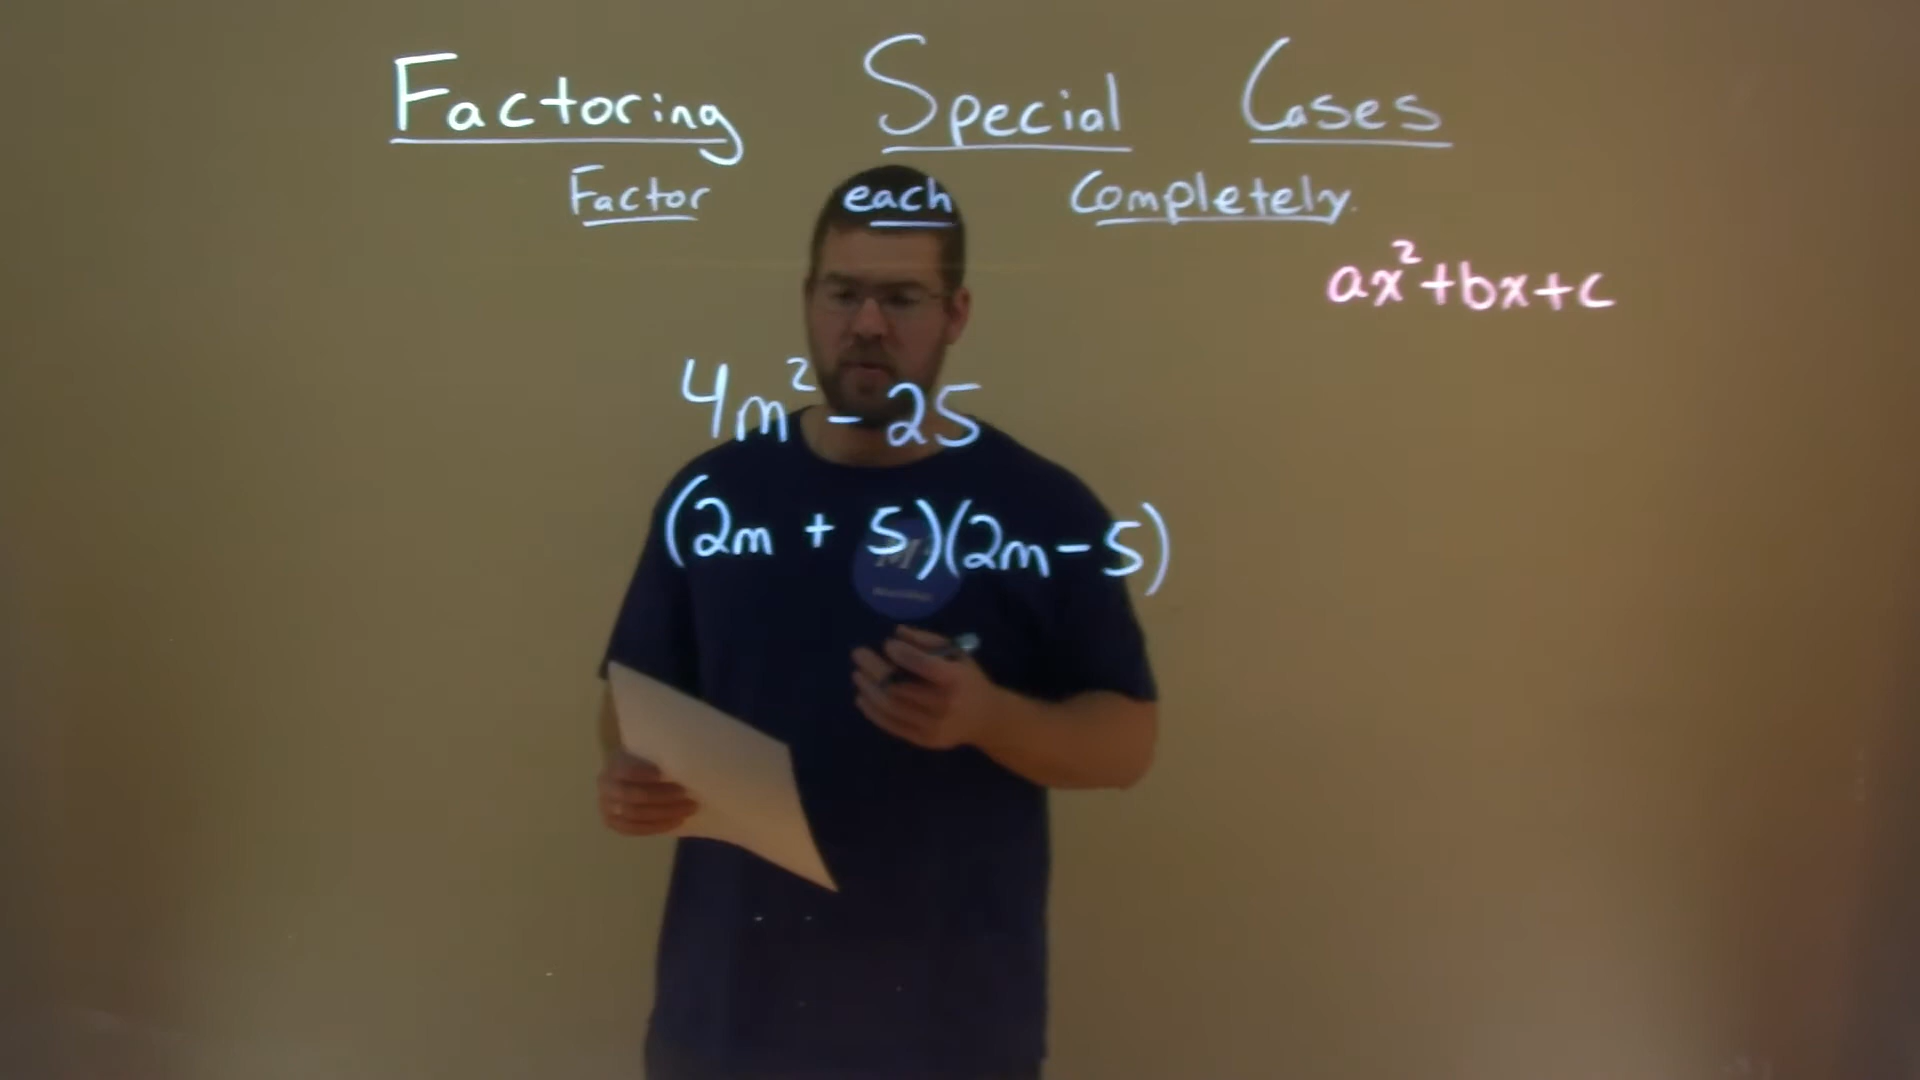 Factoring Special Cases
Factor each Completely.
ax²+bx+c
4m² - 25
(2m + 5)(2m - 5)